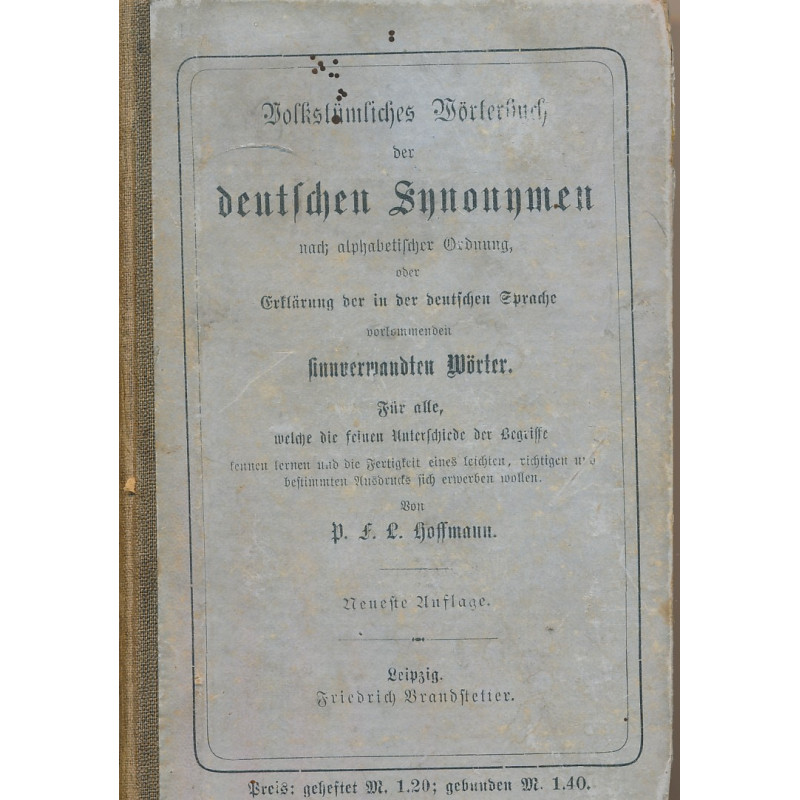 Volkstümliches Wörterbuch
der
deutschen Synonymen
nach alphabetischer Ordnung,
oder
Erklärung der in der deutschen Sprache
vorkommenden
sinnverwandten Wörter.
Für alle,
welche die feinen Unterschiede der Begriffe
kennen lernen und die Fertigkeit eines leichten, richtigen und
bestimmten Ausdrucks sich erwerben wollen.
Von
P. F. L. Hoffmann.
Neueste Auflage.
Leipzig.
Friedrich Brandstetter.
Preis: geheftet M. 1.20; gebunden M. 1.40.